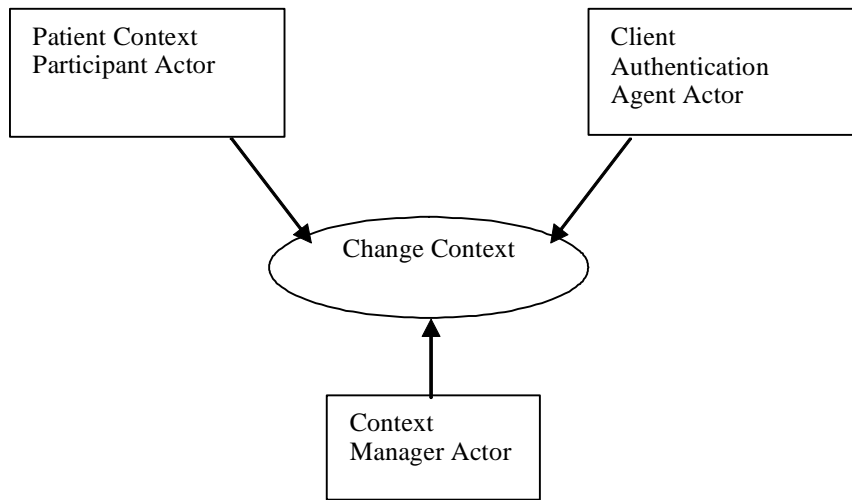 Patient Context
Participant Actor
Client
Authentication
Agent Actor
Change Context
Context
Manager Actor